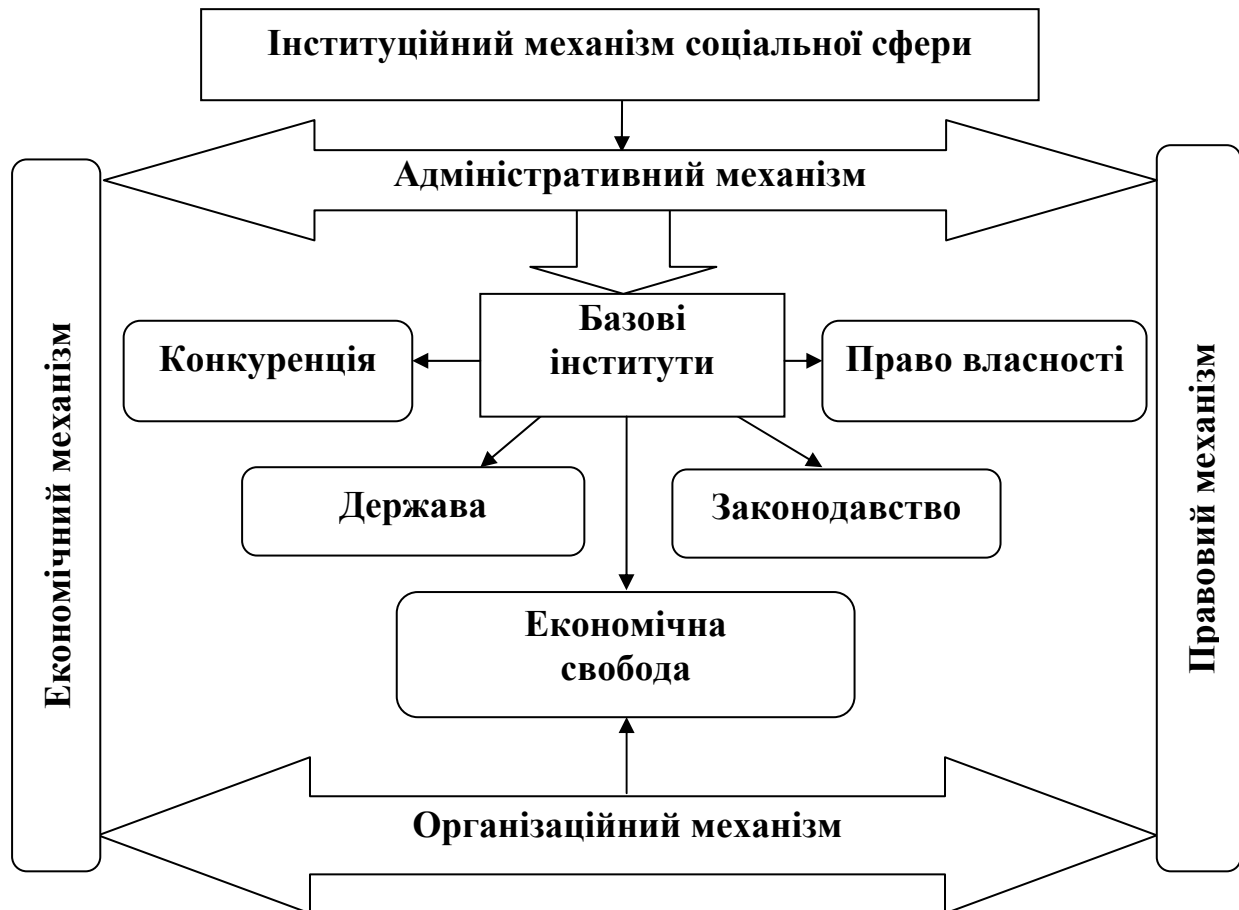 Інституційний механізм соціальної сфери
Адміністративний механізм
Економічний механізм
Базові
інститути
Конкуренція
Право власності
Держава
Законодавство
Економічна
свобода
Правовий механізм
Організаційний механізм